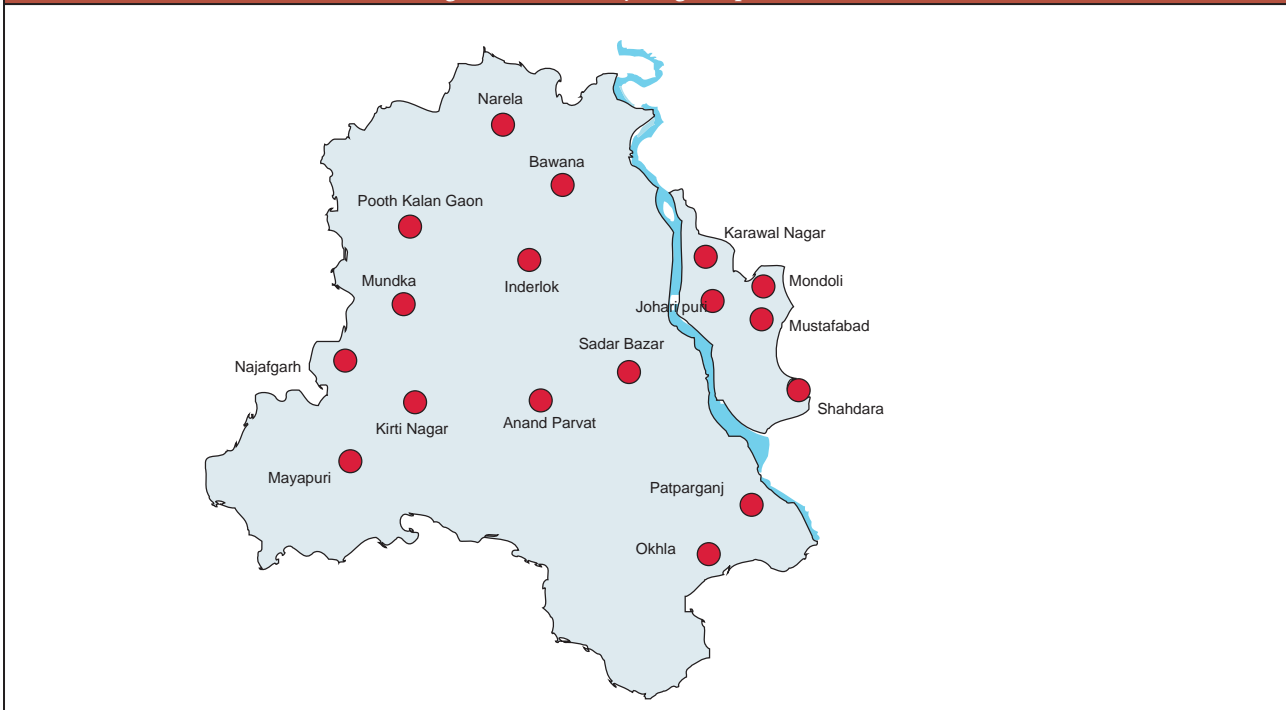 Narela
Bawana
Pooth Kalan Gaon
Karawal Nagar
Mundka
Inderlok
Mondoli
Johari puri
Mustafabad
Sadar Bazar
Najafgarh
Shahdara
Kirti Nagar
Anand Parvat
Mayapuri
Patparganj
Okhla